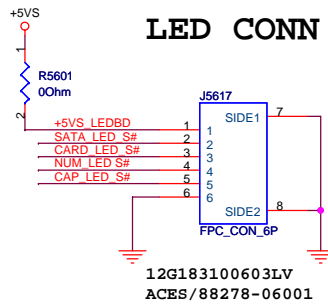 +5VS
LED CONN
1
R5601
0Ohm
2
J5617
+5VS_LEDBD 1 1 SIDE1 7
SATA_LED_S# 2 2
CARD_LED_S# 3 3
NUM_LED_S# 4 4
CAP_LED_S# 5 5
6 6
SIDE2 8
FPC_CON_6P
12G183100603LV
ACES/88278-06001